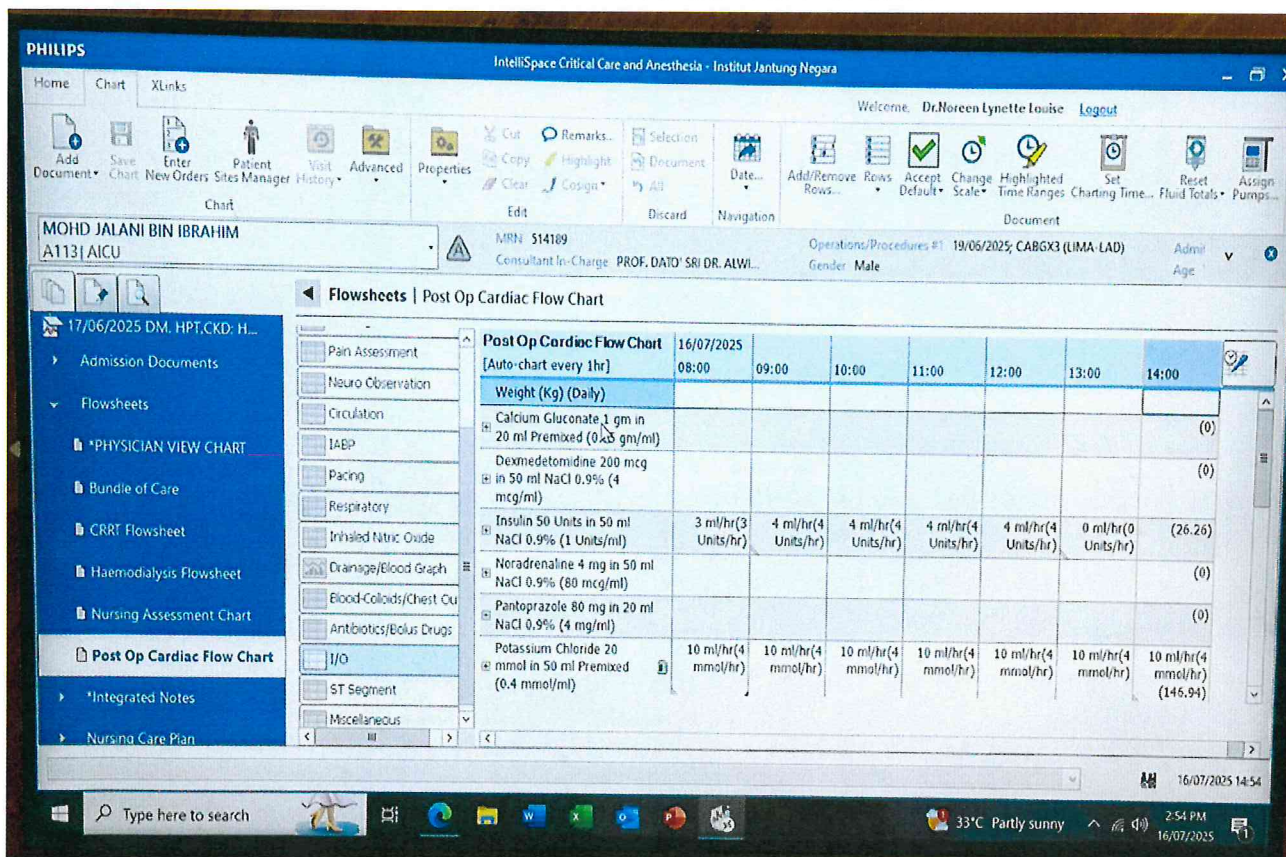 PHILIPS
IntelliSpace Critical Care and Anesthesia - Institut Jantung Negara
Home Chart XLinks
Welcome, Dr.Noreen Lynette Louise Logout
Add Document
Save Chart
Enter New Orders
Patient Sites Manager
Visit History
Advanced
Properties
Cut
Copy
Clear
Remarks..
Highlight
Cosign
Selection
Document
All
Date...
Add/Remove Rows...
Rows
Accept Default
Change Scale
Highlighted Time Ranges
Set Charting Time...
Reset Fluid Totals
Assign Pumps...
Chart Edit Discard Navigation Document
MOHD JALANI BIN IBRAHIM
A113| AICU
MRN 514189
Consultant In-Charge PROF. DATO' SRI DR. ALWI...
Operations/Procedures #1 19/06/2025; CABGX3 (LIMA-LAD)
Gender Male
Admit
Age
Flowsheets | Post Op Cardiac Flow Chart
17/06/2025 DM, HPT,CKD: H...
Admission Documents
Flowsheets
*PHYSICIAN VIEW CHART
Bundle of Care
CRRT Flowsheet
Haemodialysis Flowsheet
Nursing Assessment Chart
Post Op Cardiac Flow Chart
*Integrated Notes
Nursing Care Plan
Pain Assessment
Neuro Observation
Circulation
IABP
Pacing
Respiratory
Inhaled Nitric Oxide
Drainage/Blood Graph
Blood-Colloids/Chest Ou
Antibiotics/Bolus Drugs
I/O
ST Segment
Miscellaneous
Post Op Cardiac Flow Chart 16/07/2025
[Auto-chart every 1hr] 08:00 09:00 10:00 11:00 12:00 13:00 14:00
Weight (Kg) (Daily)
Calcium Gluconate 1 gm in
20 ml Premixed gm/ml) (0)
Dexmedetomidine 200 mcg
in 50 ml NaCl 0.9% (4
mcg/ml) (0)
Insulin 50 Units in 50 ml 3 ml/hr(3 4 ml/hr(4 4 ml/hr(4 4 ml/hr(4 4 ml/hr(4 0 ml/hr(0
NaCl 0.9% (1 Units/ml) Units/hr) Units/hr) Units/hr) Units/hr) Units/hr) Units/hr) (26.26)
Noradrenaline 4 mg in 50 ml
NaCl 0.9% (80 mcg/ml) (0)
Pantoprazole 80 mg in 20 ml
NaCl 0.9% (4 mg/ml) (0)
Potassium Chloride 20 10 ml/hr(4 10 ml/hr(4 10 ml/hr(4 10 ml/hr(4 10 ml/hr(4 10 ml/hr(4 10 ml/hr(4
mmol in 50 ml Premixed mmol/hr) mmol/hr) mmol/hr) mmol/hr) mmol/hr) mmol/hr) mmol/hr)
(0.4 mmol/ml) (146.94)
16/07/2025 14:54
Type here to search
33°C Partly sunny
2:54 PM
16/07/2025